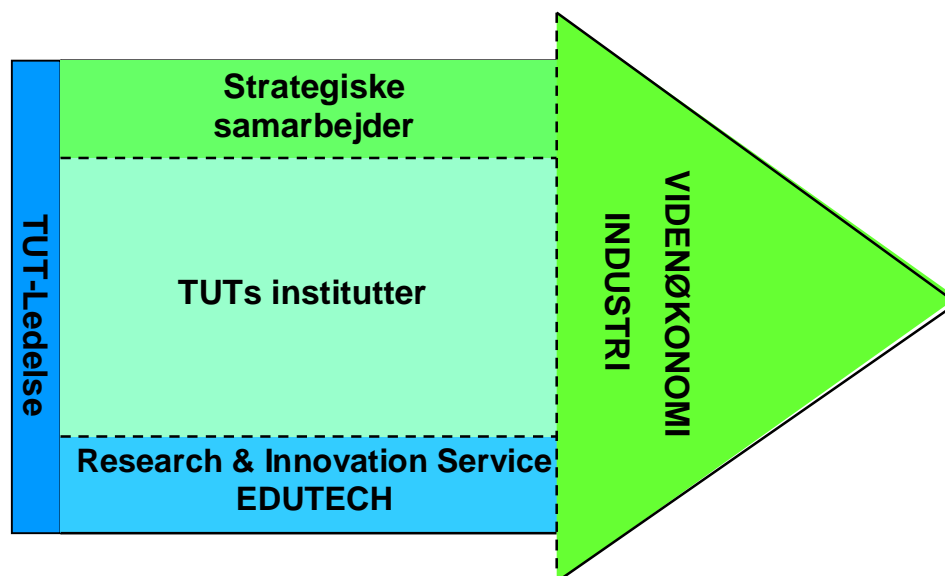 TUT-Ledelse
Strategiske
samarbejder
TUTs institutter
Research & Innovation Service
EDUTECH
INDUSTRI
VIDENØKONOMI